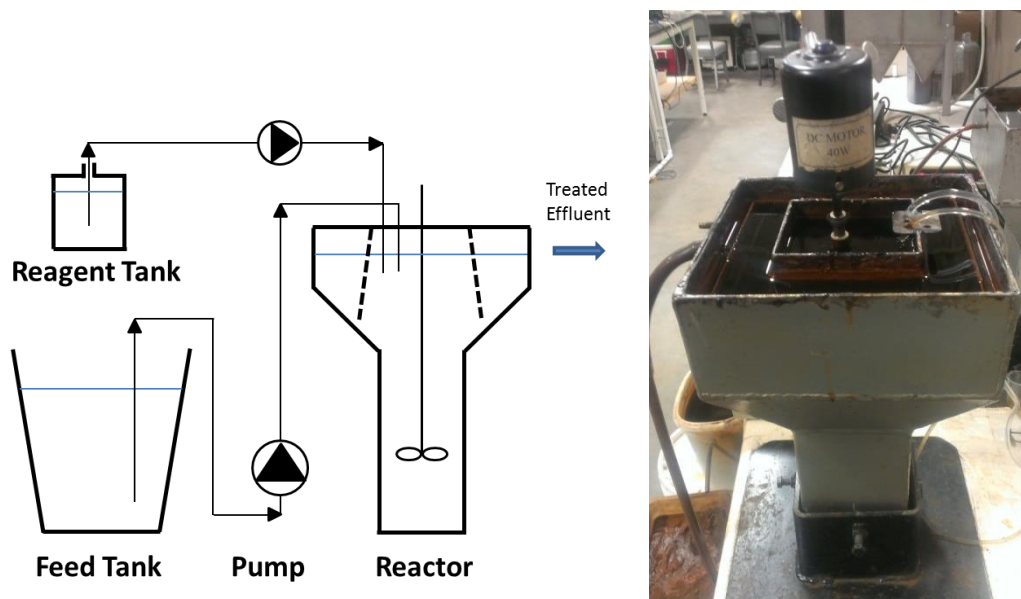 Treated
Effluent
Reagent Tank
Feed Tank
Pump
Reactor
DC MOTOR
40W